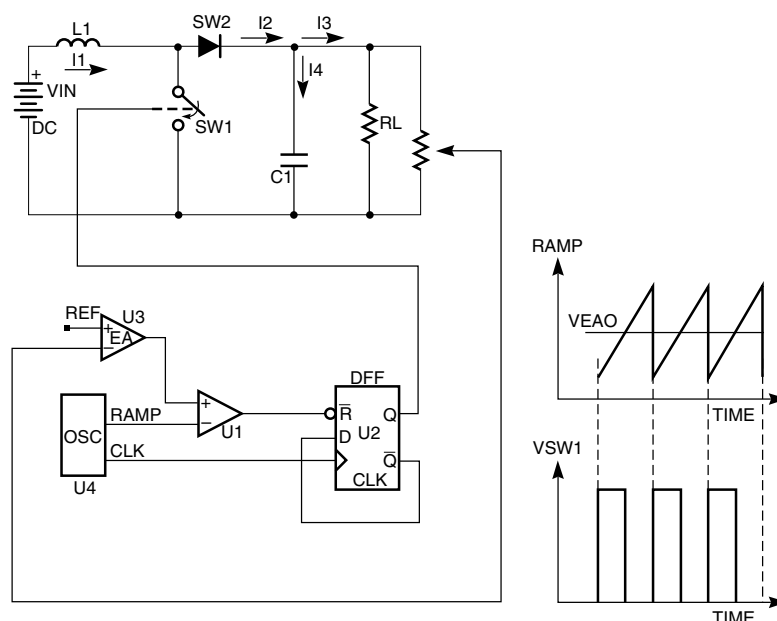 SW2
I2
I3
L1
I1
I4
+
VIN
DC
SW1
RL
C1
RAMP
VEAO
TIME
REF
U3
+
EA
−
DFF
RAMP
+
−
U1
R
Q
D
U2
OSC
CLK
Q
CLK
U4
VSW1
TIME